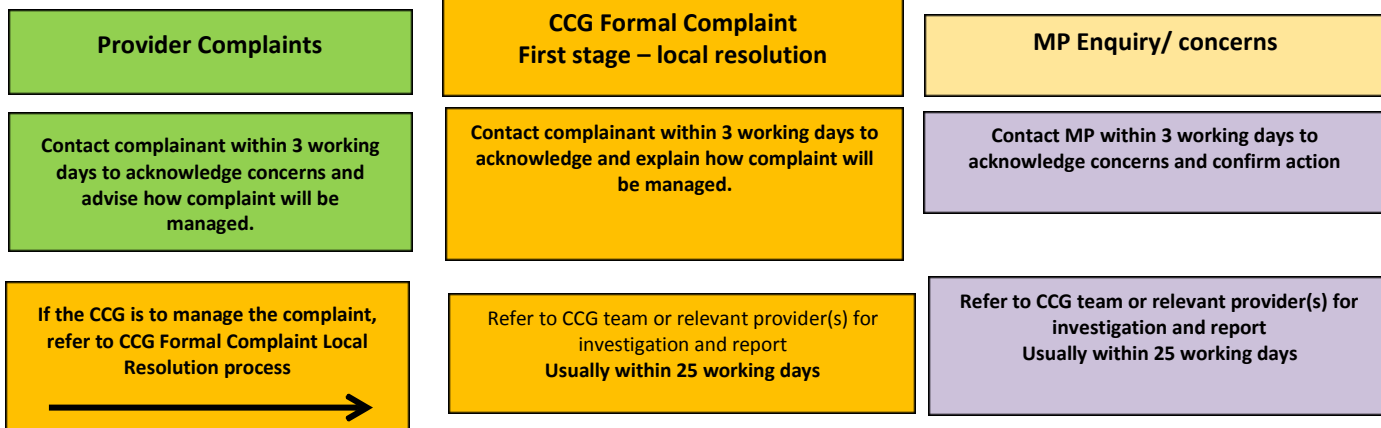 Provider Complaints
CCG Formal Complaint
First stage – local resolution
MP Enquiry/ concerns
Contact complainant within 3 working
days to acknowledge concerns and
advise how complaint will be
managed.
Contact complainant within 3 working days to
acknowledge and explain how complaint will
be managed.
Contact MP within 3 working days to
acknowledge concerns and confirm action
If the CCG is to manage the complaint,
refer to CCG Formal Complaint Local
Resolution process
Refer to CCG team or relevant provider(s) for
investigation and report
Usually within 25 working days
Refer to CCG team or relevant provider(s) for
investigation and report
Usually within 25 working days